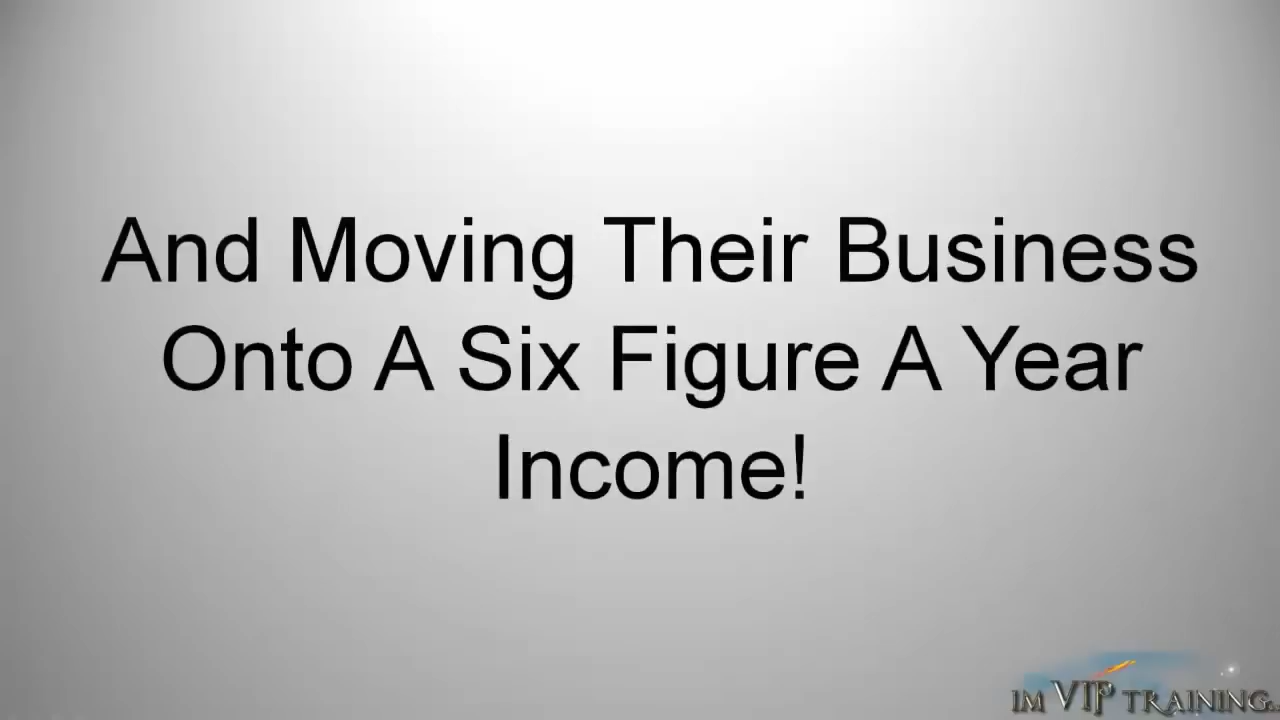 And Moving Their Business
Onto A Six Figure A Year
Income!
IM VIP TRAINING..